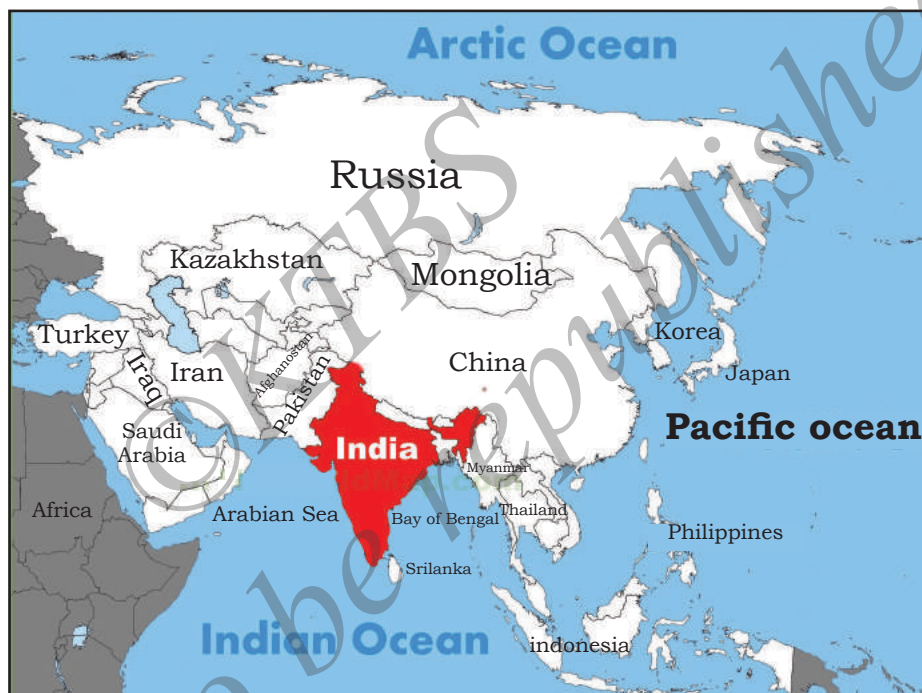 Arctic Ocean
Russia
Kazakhstan
Mongolia
Turkey
Iraq
Iran
Afghanostan
Pakistan
China
Korea
Japan
Saudi
Arabia
India
Pacific ocean
Myanmar
Africa
Arabian Sea
Bay of Bengal
Thailand
Philippines
Srilanka
Indian Ocean
indonesia
©KTBS
to be republished